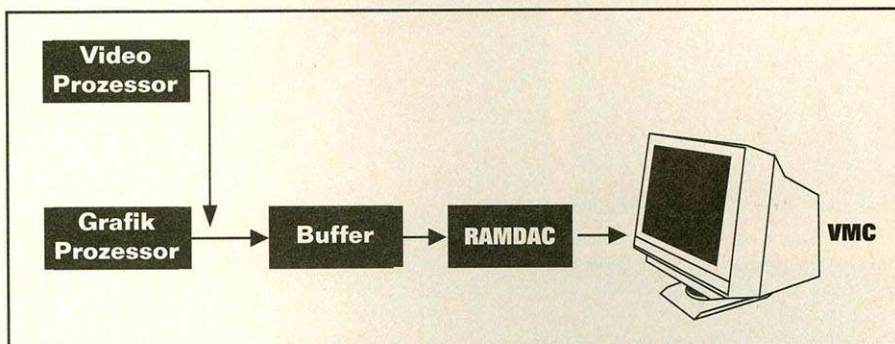 Video
Prozessor
Grafik
Prozessor
Buffer
RAMDAC
VMC